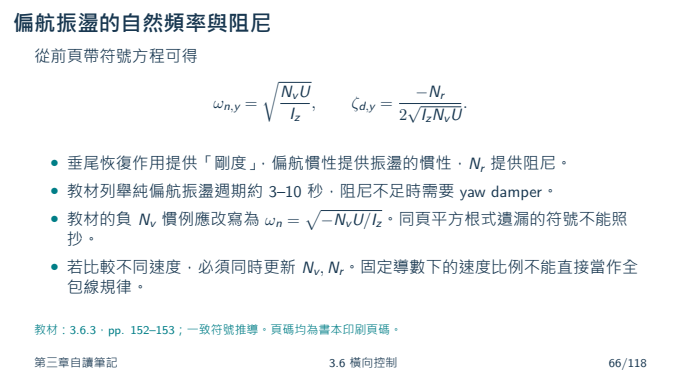 偏航振盪的自然頻率與阻尼
從前頁帶符號方程可得
ω_{n,y} = \sqrt{\frac{N_v U}{I_z}}, ζ_{d,y} = \frac{-N_r}{2\sqrt{I_z N_v U}}.
• 垂尾恢復作用提供「剛度」，偏航慣性提供振盪的慣性，N_r 提供阻尼。
• 教材列舉純偏航振盪週期約 3–10 秒，阻尼不足時需要 yaw damper。
• 教材的負 N_v 慣例應改寫為 ω_n = \sqrt{-N_v U/I_z}。同頁平方根式遺漏的符號不能照
抄。
• 若比較不同速度，必須同時更新 N_v, N_r。固定導數下的速度比例不能直接當作全
包線規律。
教材：3.6.3，pp. 152–153；一致符號推導。頁碼均為書本印刷頁碼。
第三章自讀筆記 3.6 橫向控制 66/118